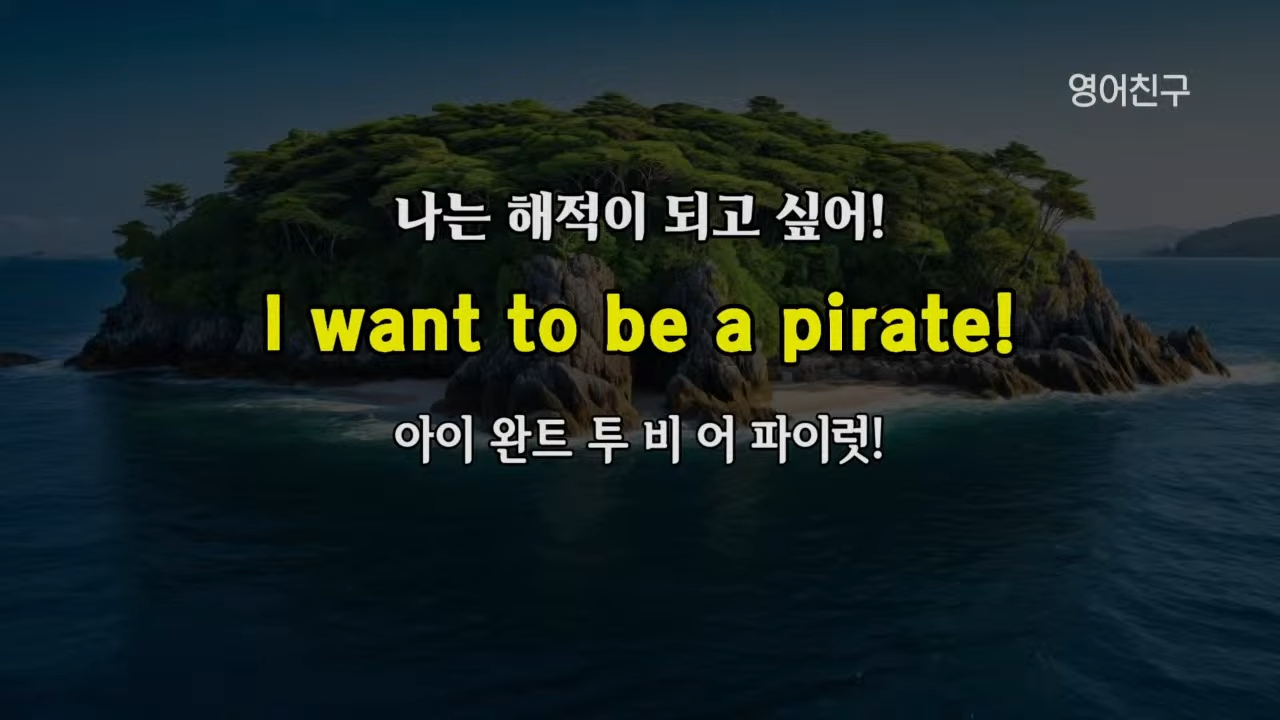 영어친구
나는 해적이 되고 싶어!
I want to be a pirate!
아이 완트 투 비 어 파이럿!